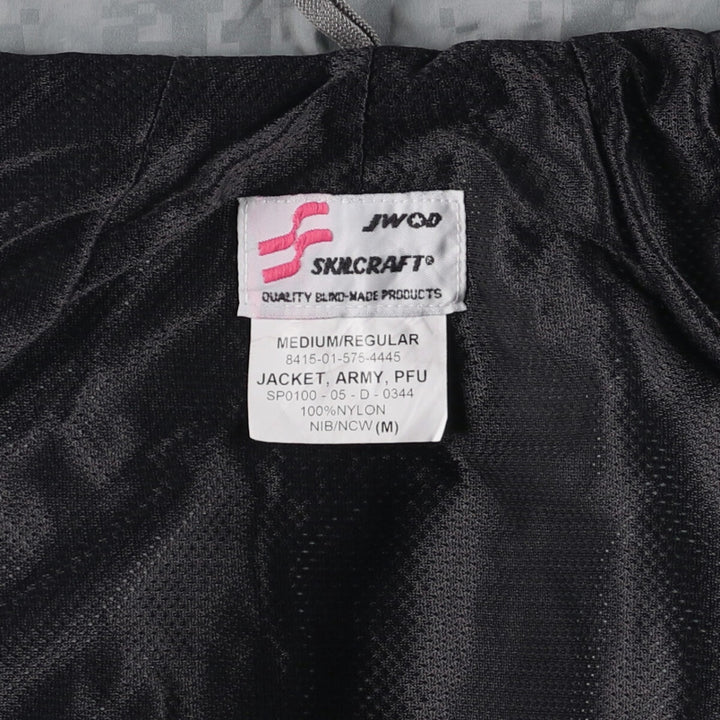 JWOD
SKILCRAFT®
QUALITY BLIND-MADE PRODUCTS
MEDIUM/REGULAR
8415-01-575-4445
JACKET, ARMY, PFU
SP0100 - 05 - D - 0344
100%NYLON
NIB/NCW (M)